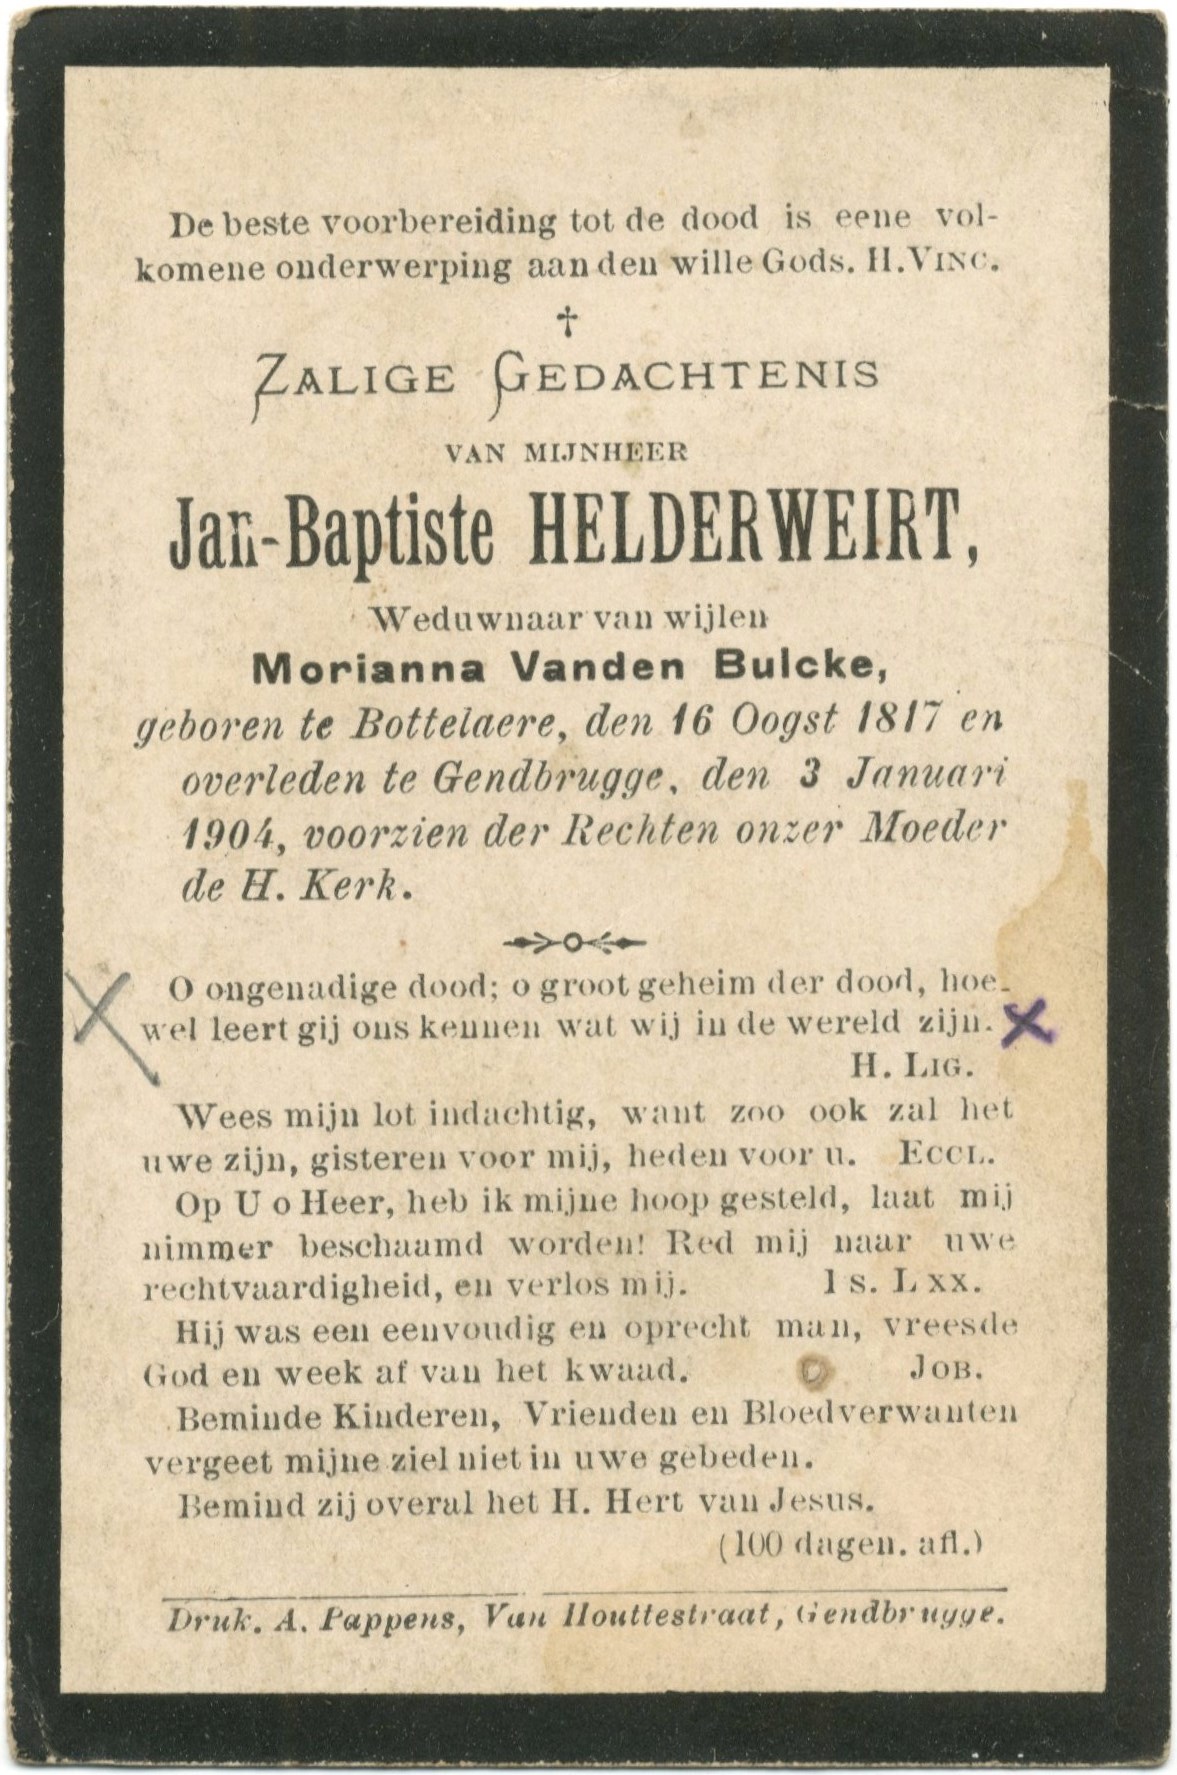 De beste voorbereiding tot de dood is eene vol-
komene onderwerping aan den wille Gods. H. VINC.
†
ZALIGE GEDACHTENIS
VAN MIJNHEER
Jan-Baptiste HELDERWEIRT,
Weduwnaar van wijlen
Morianna Vanden Bulcke,
geboren te Bottelaere, den 16 Oogst 1817 en
overleden te Gendbrugge, den 3 Januari
1904, voorzien der Rechten onzer Moeder
de H. Kerk.
O ongenadige dood; o groot geheim der dood, hoe-
wel leert gij ons kennen wat wij in de wereld zijn.
H. LIG.
Wees mijn lot indachtig, want zoo ook zal het
uwe zijn, gisteren voor mij, heden voor u. ECCL.
Op U o Heer, heb ik mijne hoop gesteld, laat mij
nimmer beschaamd worden! Red mij naar uwe
rechtvaardigheid, en verlos mij. Is. Lxx.
Hij was een eenvoudig en oprecht man, vreesde
God en week af van het kwaad. JOB.
Beminde Kinderen, Vrienden en Bloedverwanten
vergeet mijne ziel niet in uwe gebeden.
Bemind zij overal het H. Hert van Jesus.
(100 dagen. afl.)
Druk. A. Pappens, Van Houttestraat, Gendbrugge.